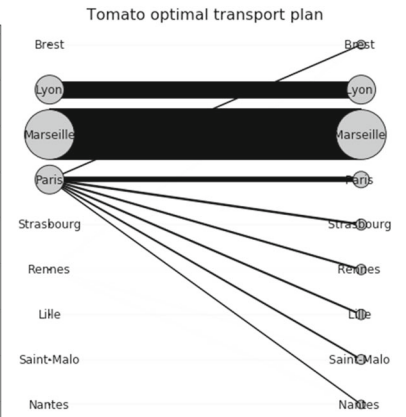 Tomato optimal transport plan
Brest Brest
Lyon Lyon
Marseille Marseille
Paris Paris
Strasbourg Strasbourg
Rennes Rennes
Lille Lille
Saint-Malo Saint-Malo
Nantes Nantes